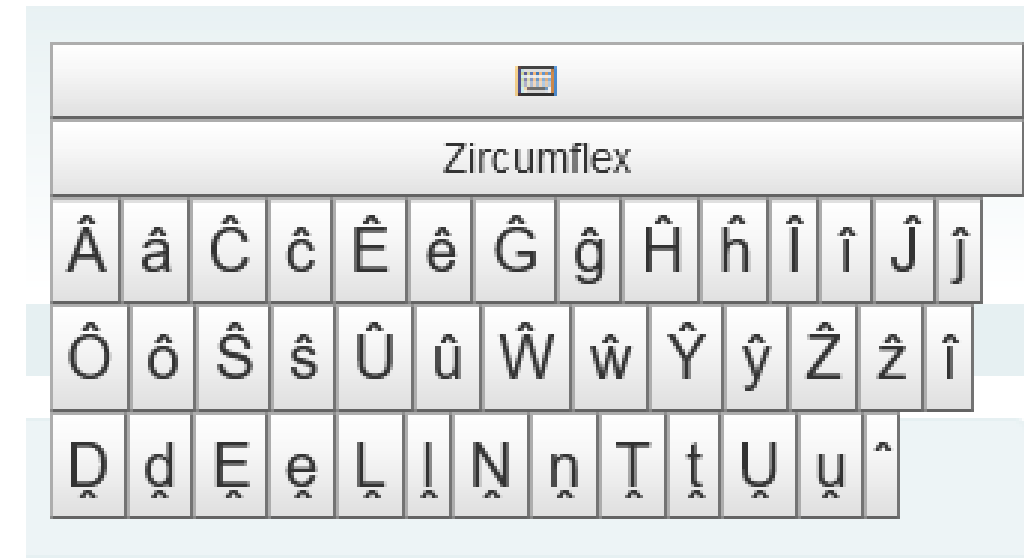 Zircumflex
Â â Ĉ ĉ Ê ê Ĝ ĝ Ĥ ĥ Î î Ĵ ĵ
Ô ô Ŝ ŝ Û û Ŵ ŵ Ŷ ŷ Ẑ ẑ î
Ḓ ḓ Ḙ ḙ Ḽ ḽ Ṋ ṋ Ṱ ṱ Ṷ ṷ ˆ